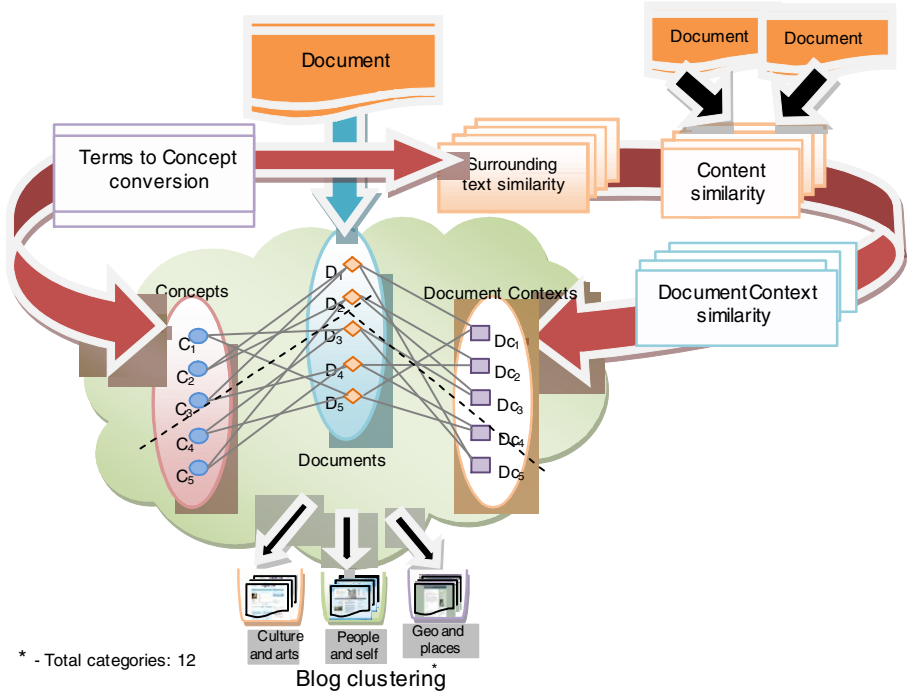 Document
Document
Document
Terms to Concept
conversion
Surrounding
text similarity
Content
similarity
DocumentContext
similarity
Concepts
Document Contexts
D1
D2
D3
D4
D5
C1
C2
C3
C4
C5
Dc1
Dc2
Dc3
Dc4
Dc5
Documents
Culture
and arts
People
and self
Geo and
places
* - Total categories: 12
Blog clustering*